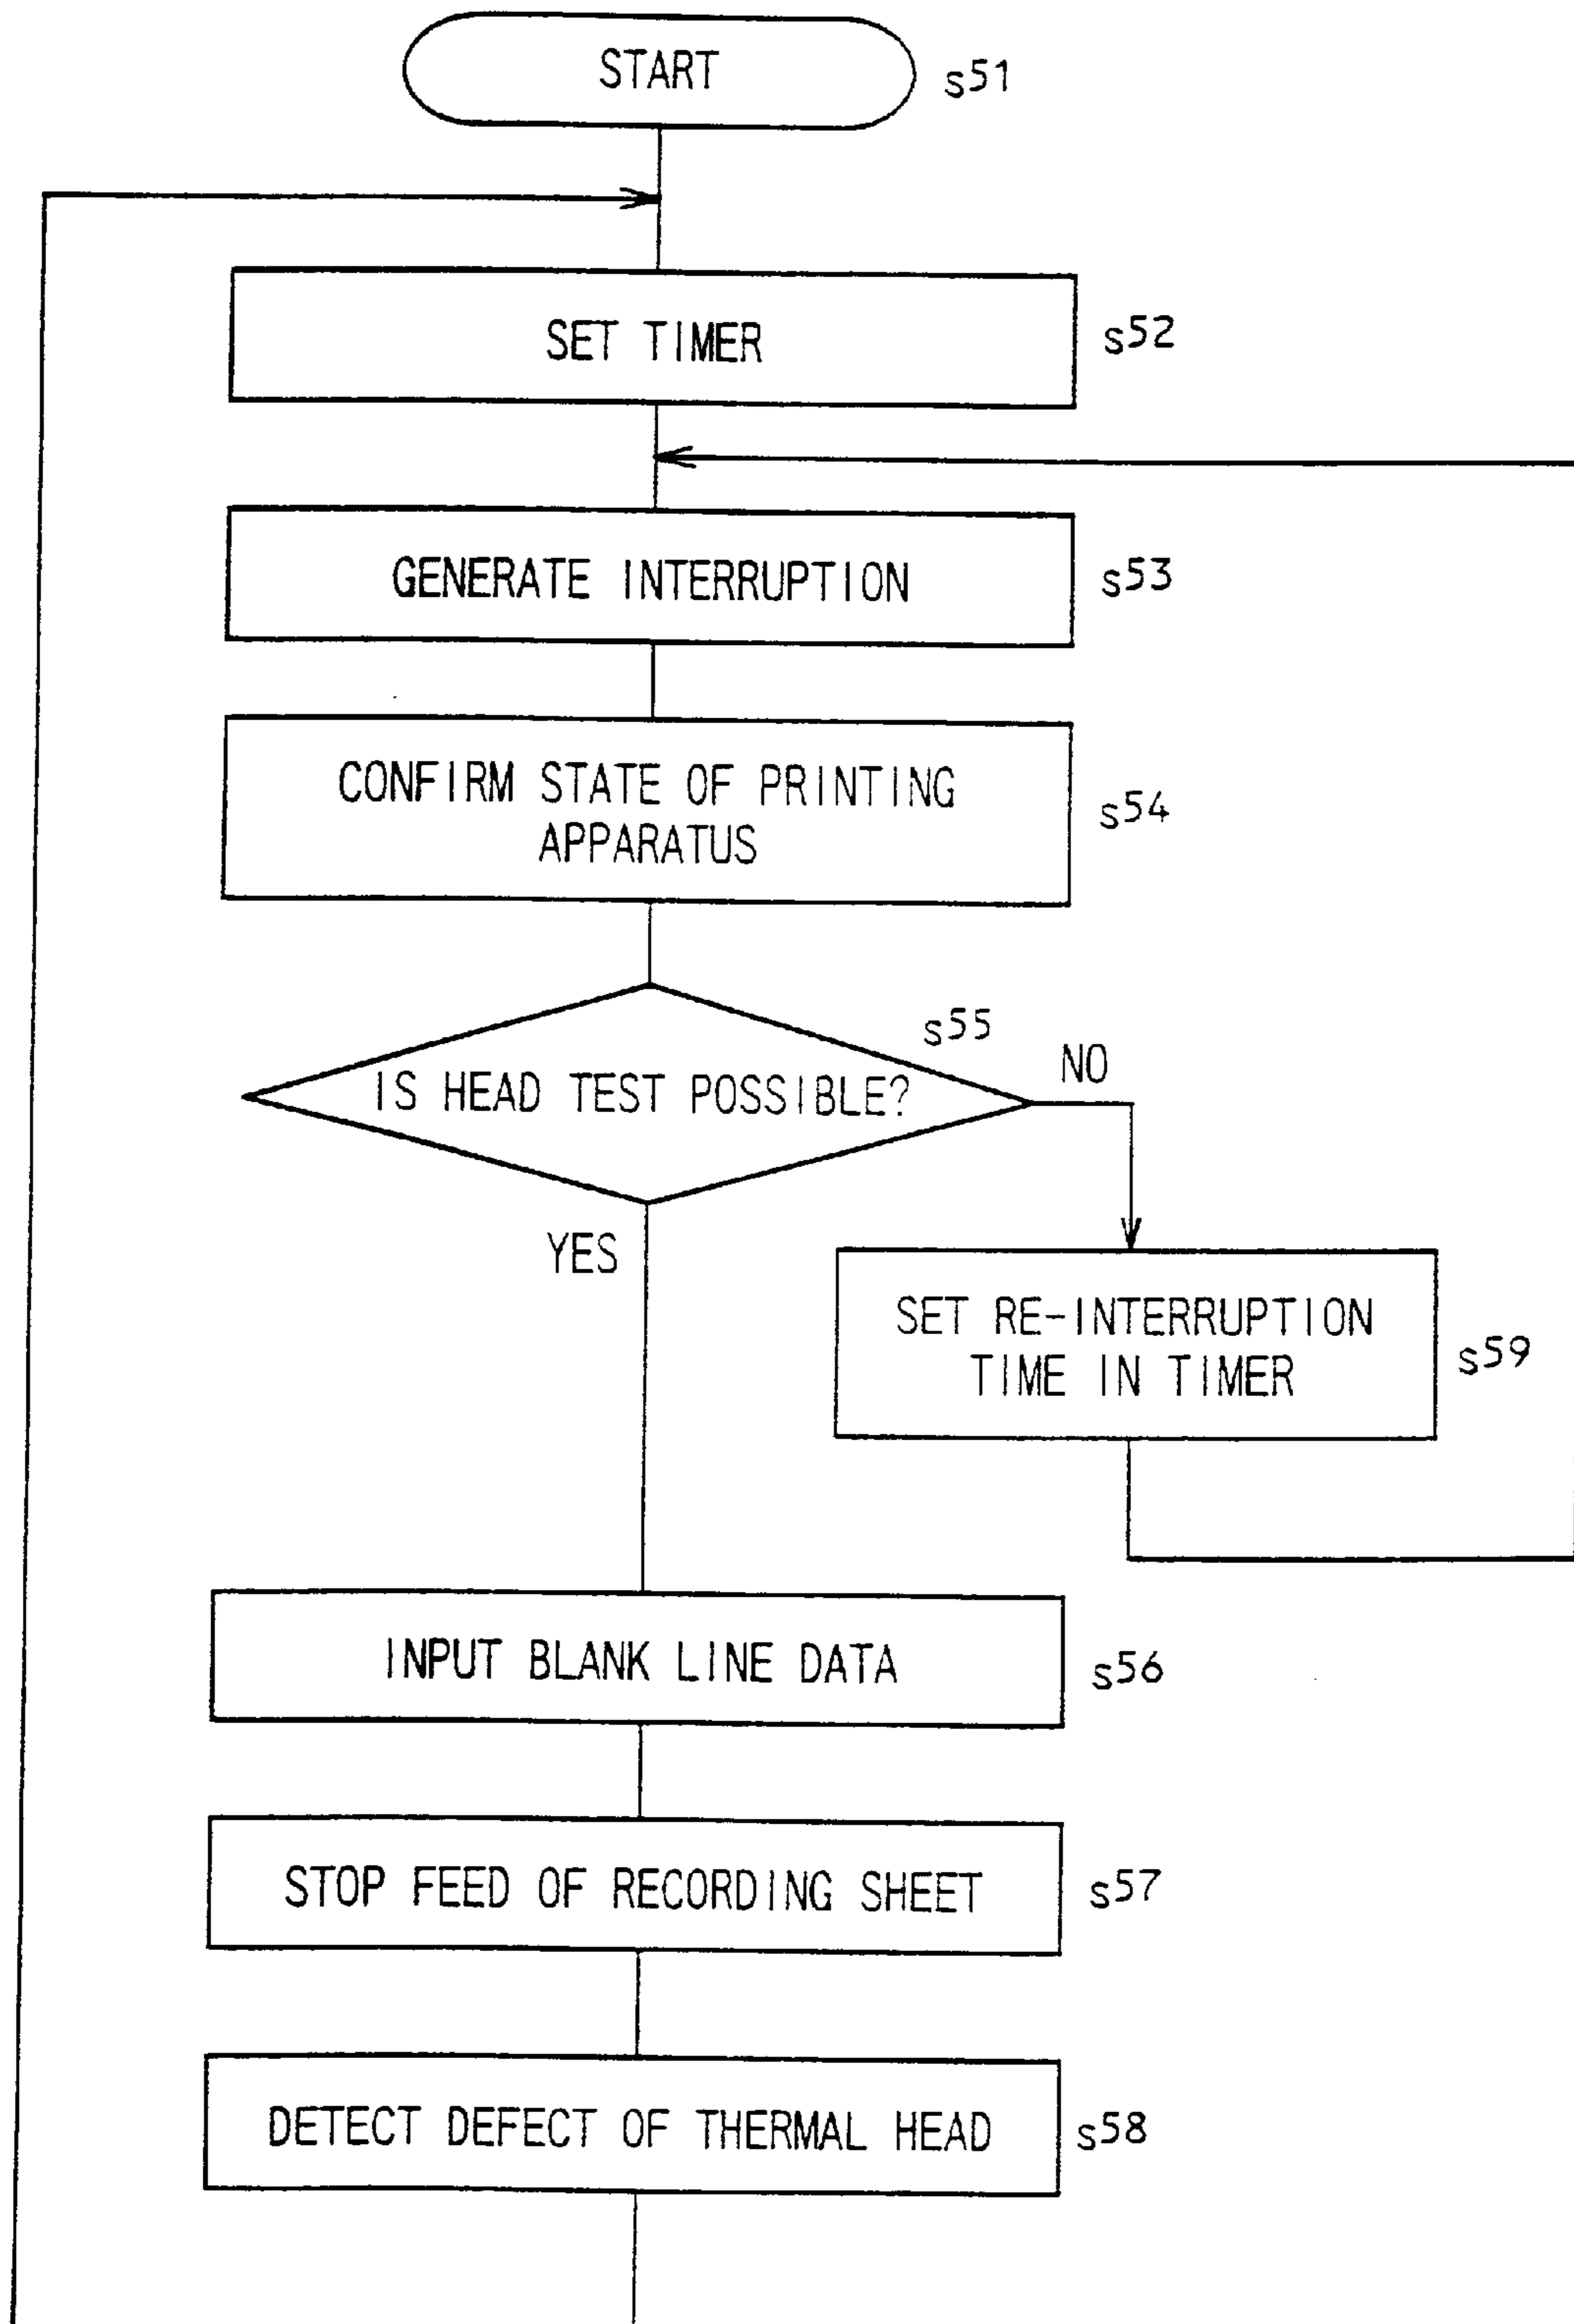 START
s51
SET TIMER
s52
GENERATE INTERRUPTION
s53
CONFIRM STATE OF PRINTING
APPARATUS
s54
s55
IS HEAD TEST POSSIBLE?
NO
YES
SET RE-INTERRUPTION
TIME IN TIMER
s59
INPUT BLANK LINE DATA
s56
STOP FEED OF RECORDING SHEET
s57
DETECT DEFECT OF THERMAL HEAD
s58